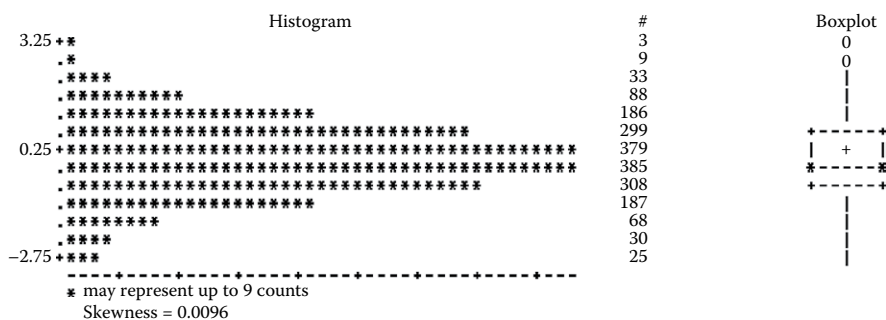 Histogram # Boxplot
3.25 +* 3 0
.* 9 0
.**** 33 |
.********** 88 |
.********************* 186 |
.********************************** 299 +-----+
0.25 +******************************************* 379 | + |
.******************************************* 385 *-----*
.*********************************** 308 +-----+
.********************* 187 |
.******** 68 |
.**** 30 |
−2.75 +*** 25 |
----+----+----+----+----+----+----+----+---
* may represent up to 9 counts
Skewness = 0.0096